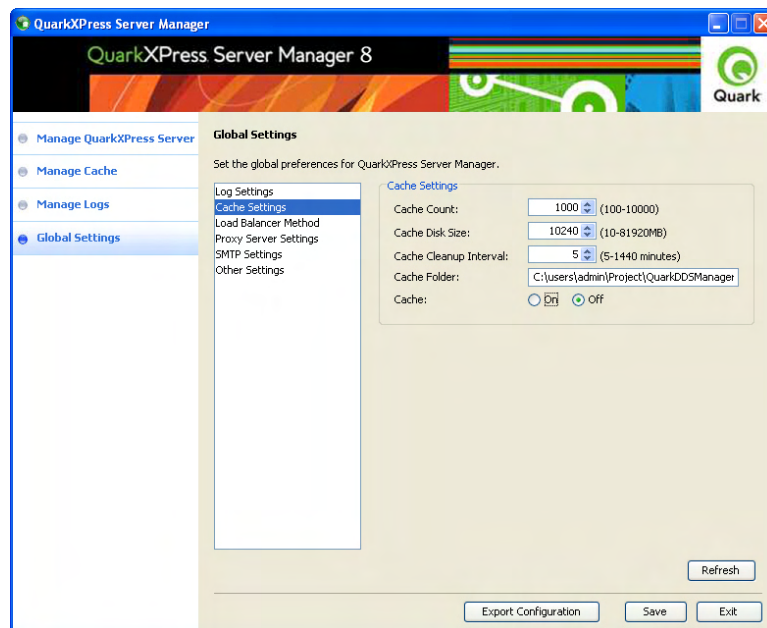 QuarkXPress Server Manager
QuarkXPress Server Manager 8
Quark
Manage QuarkXPress Server
Manage Cache
Manage Logs
Global Settings
Global Settings
Set the global preferences for QuarkXPress Server Manager.
Log Settings
Cache Settings
Load Balancer Method
Proxy Server Settings
SMTP Settings
Other Settings
Cache Settings
Cache Count: 1000 (100-10000)
Cache Disk Size: 10240 (10-81920MB)
Cache Cleanup Interval: 5 (5-1440 minutes)
Cache Folder: C:\users\admin\Project\QuarkDDSManager
Cache: On Off
Refresh
Export Configuration Save Exit